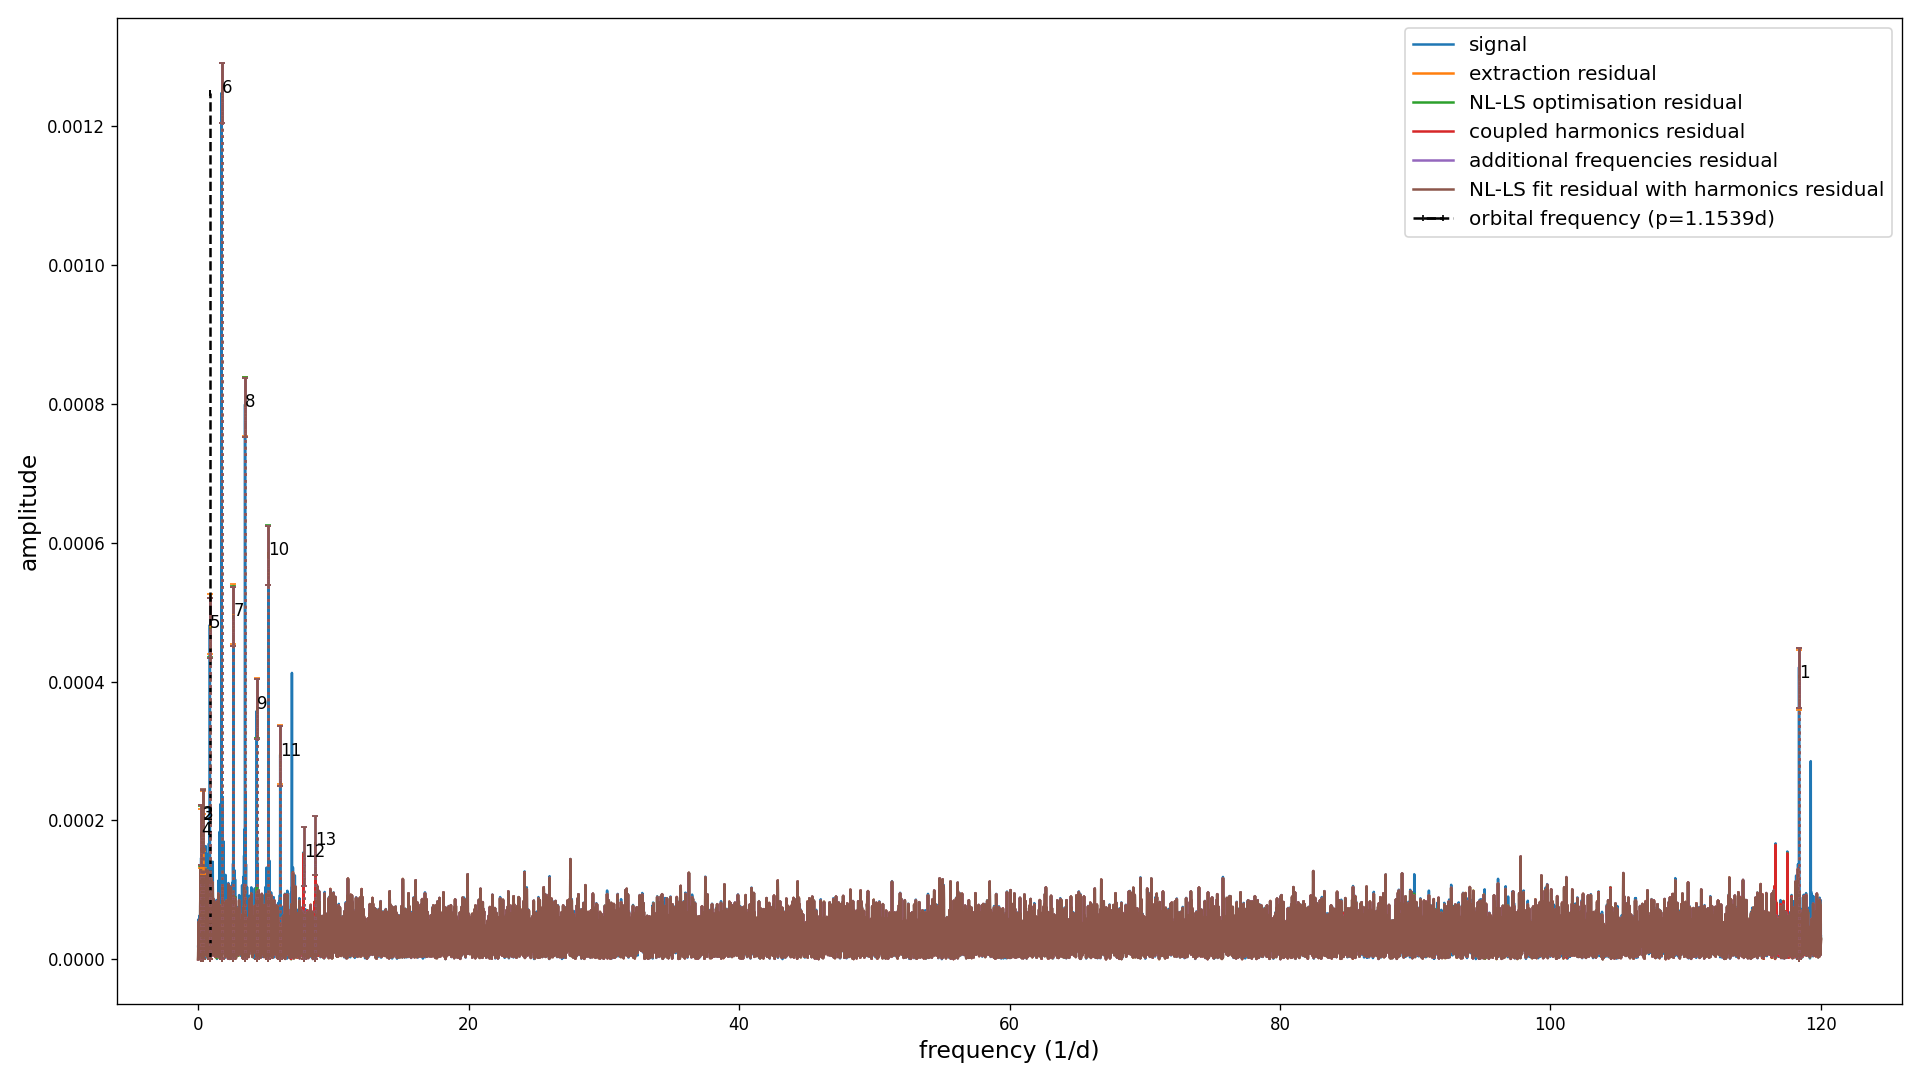 signal
extraction residual
NL-LS optimisation residual
coupled harmonics residual
additional frequencies residual
NL-LS fit residual with harmonics residual
orbital frequency (p=1.1539d)
amplitude
0.0012
0.0010
0.0008
0.0006
0.0004
0.0002
0.0000
6
8
10
7
5
9
11
4
13
12
1
0
20
40
60
80
100
120
frequency (1/d)